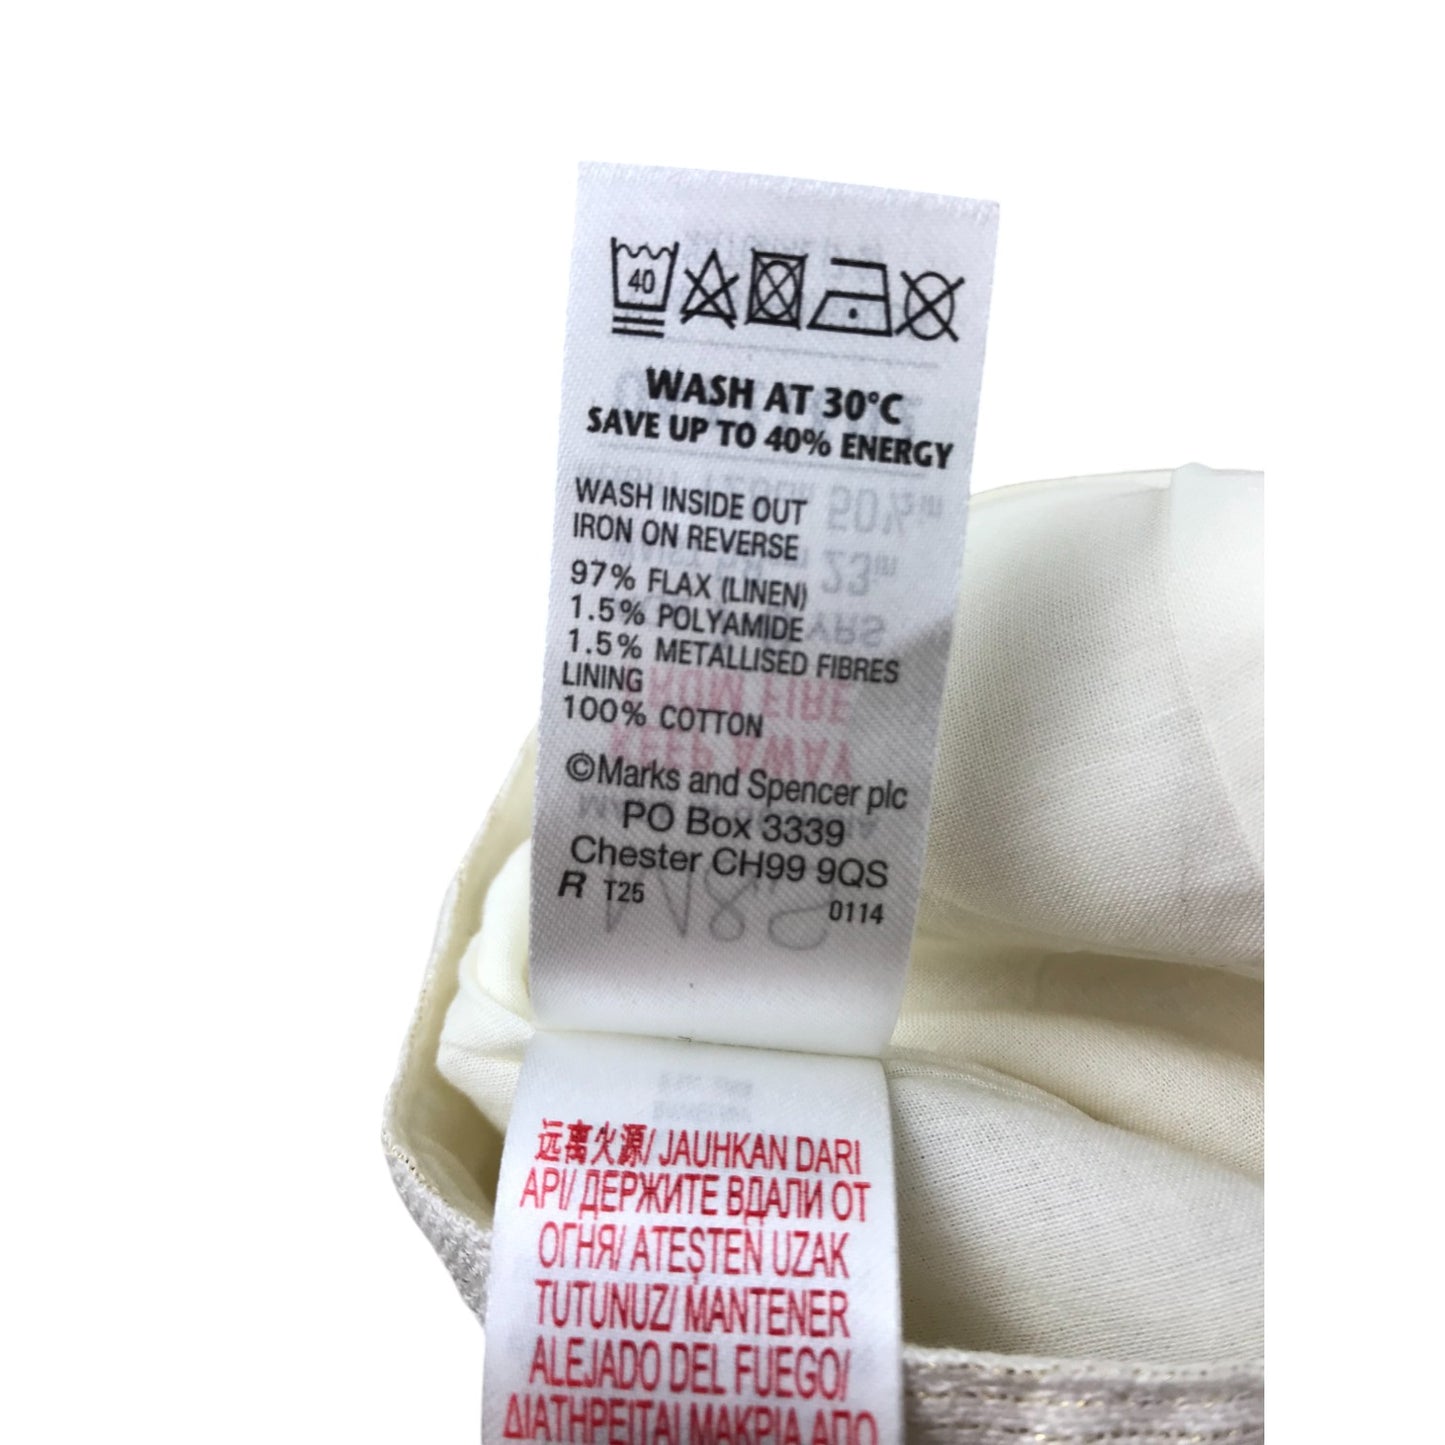 40
WASH AT 30°C
SAVE UP TO 40% ENERGY
WASH INSIDE OUT
IRON ON REVERSE
97% FLAX (LINEN)
1.5% POLYAMIDE
1.5% METALLISED FIBRES
LINING
100% COTTON
©Marks and Spencer plc
PO Box 3339
Chester CH99 9QS
R T25 0114
远离火源/ JAUHKAN DARI
API/ ДЕРЖИТЕ ВДАЛИ ОТ
ОГНЯ/ ATEŞTEN UZAK
TUTUNUZ/ MANTENER
ALEJADO DEL FUEGO/
ΔΙΑΤΗΡΕΙΤΑΙ ΜΑΚΡΙΑ ΑΠΟ